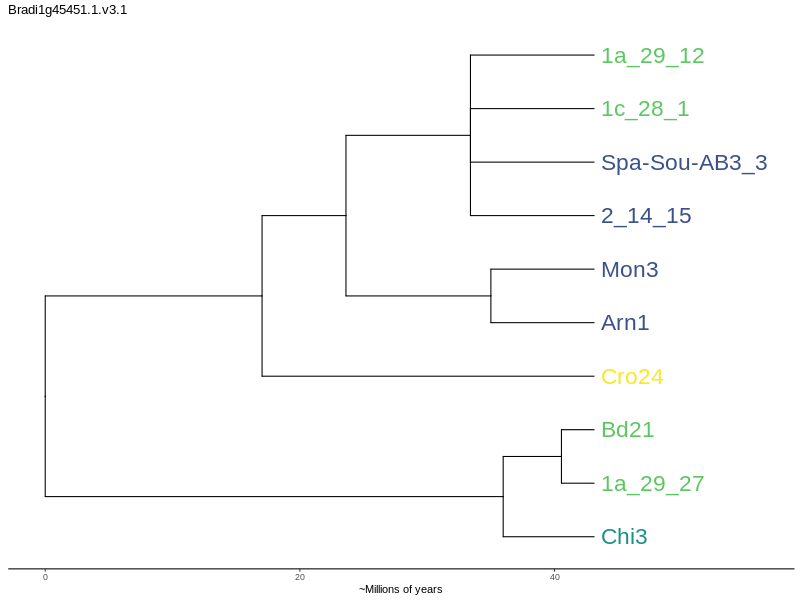 Bradi1g45451.1.v3.1
1a_29_12
1c_28_1
Spa-Sou-AB3_3
2_14_15
Mon3
Arn1
Cro24
Bd21
1a_29_27
Chi3
0 20 40
~Millions of years